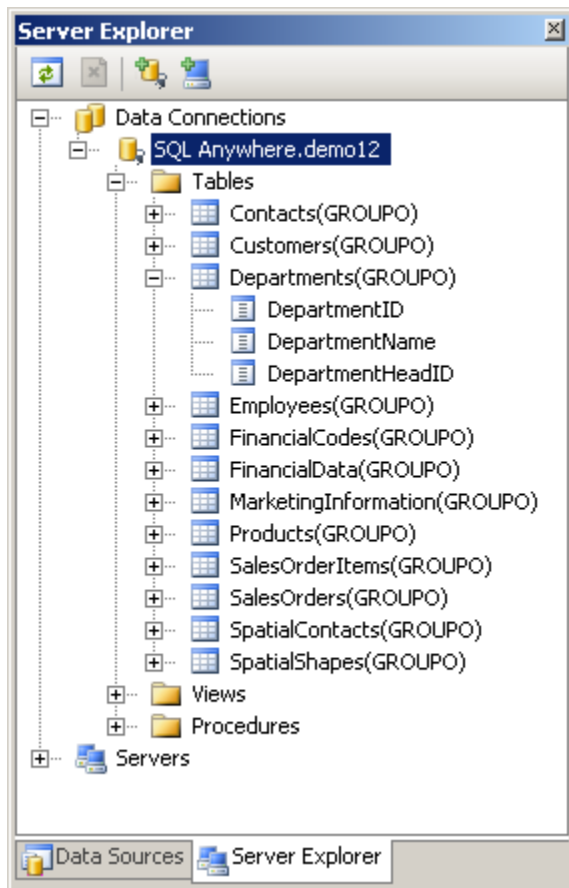 Server Explorer
Data Connections
SQL Anywhere.demo12
Tables
Contacts(GROUPO)
Customers(GROUPO)
Departments(GROUPO)
DepartmentID
DepartmentName
DepartmentHeadID
Employees(GROUPO)
FinancialCodes(GROUPO)
FinancialData(GROUPO)
MarketingInformation(GROUPO)
Products(GROUPO)
SalesOrderItems(GROUPO)
SalesOrders(GROUPO)
SpatialContacts(GROUPO)
SpatialShapes(GROUPO)
Views
Procedures
Servers
Data Sources Server Explorer